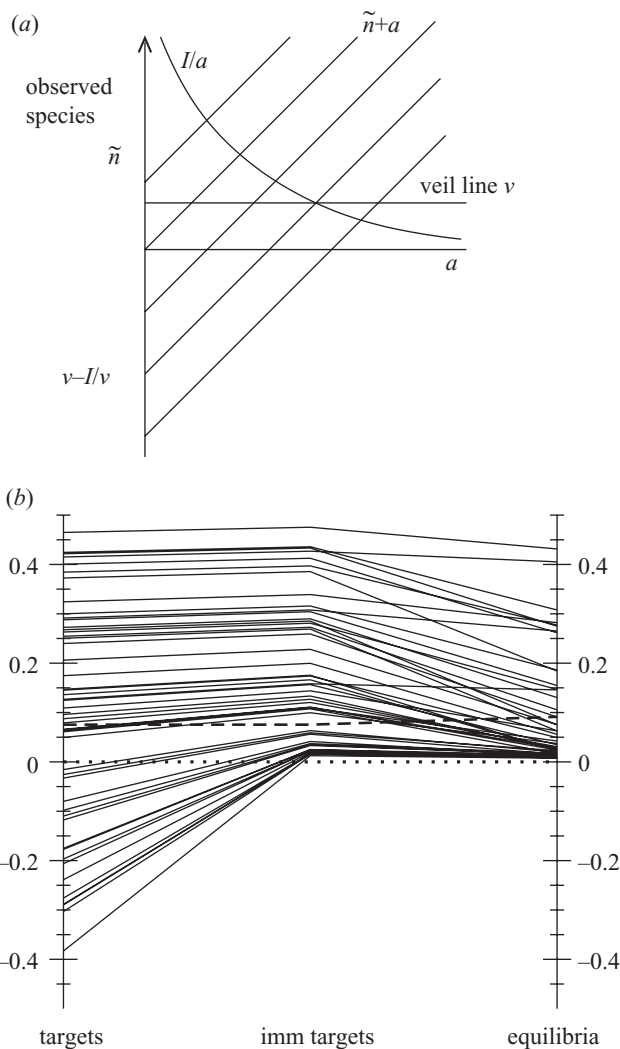 (a)
ñ+a
I/a
observed
species
ñ
veil line v
a
v–I/v
(b)
0.4 0.4
0.2 0.2
0 0
–0.2 –0.2
–0.4 –0.4
targets imm targets equilibria